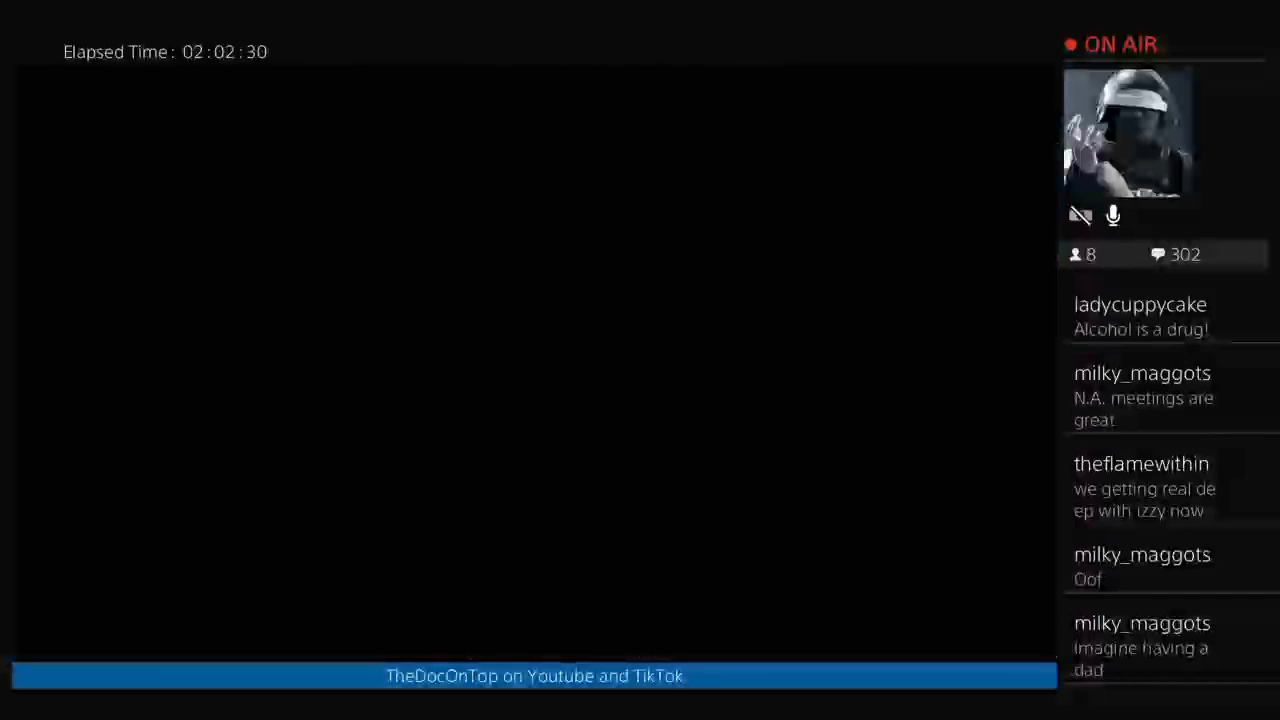 Elapsed Time: 02:02:30
ON AIR
8 302
ladycuppycake
Alcohol is a drug!
milky_maggots
N.A. meetings are
great
theflamewithin
we getting real de
ep with izzy now
milky_maggots
Oof
milky_maggots
Imagine having a
dad
TheDocOnTop on Youtube and TikTok